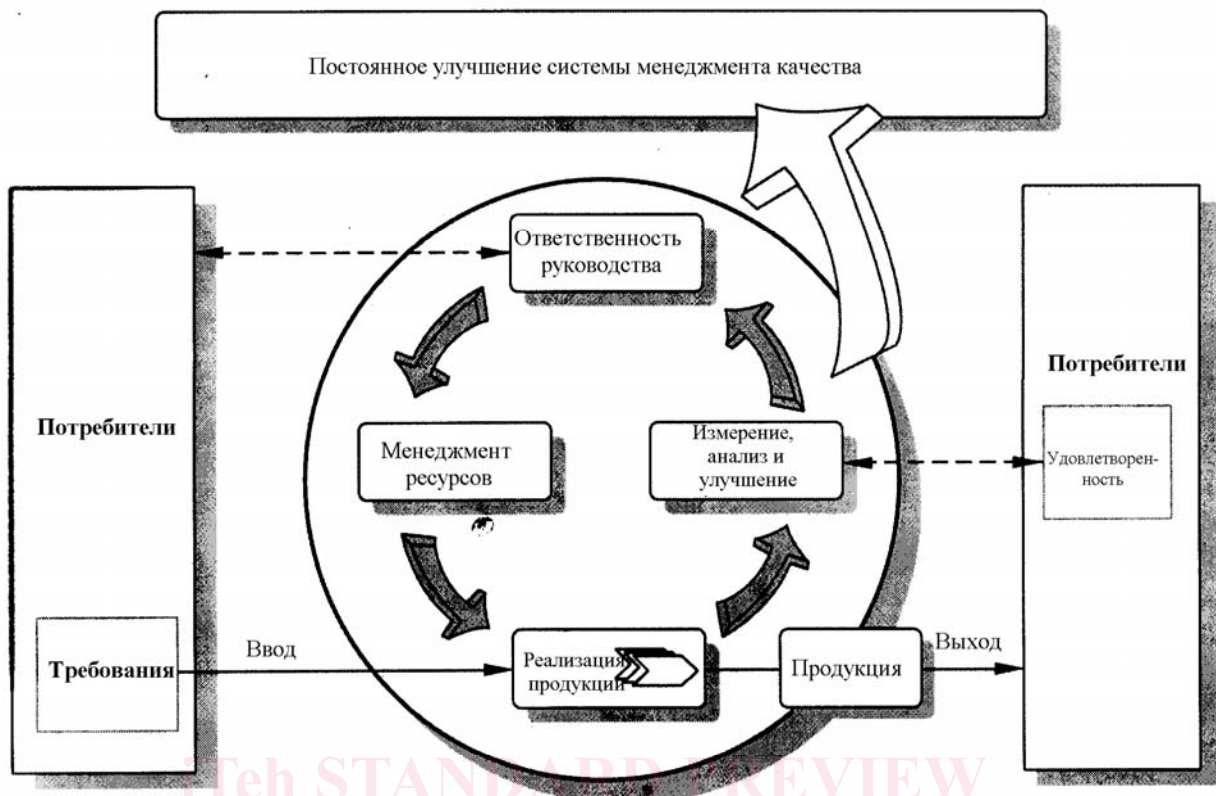 Постоянное улучшение системы менеджмента качества
Ответственность
руководства
Потребители
Потребители
Менеджмент
ресурсов
Измерение,
анализ и
улучшение
Удовлетворен-
ность
Требования
Ввод
Реализация
продукции
Продукция
Выход
iTeh STANDARD PREVIEW